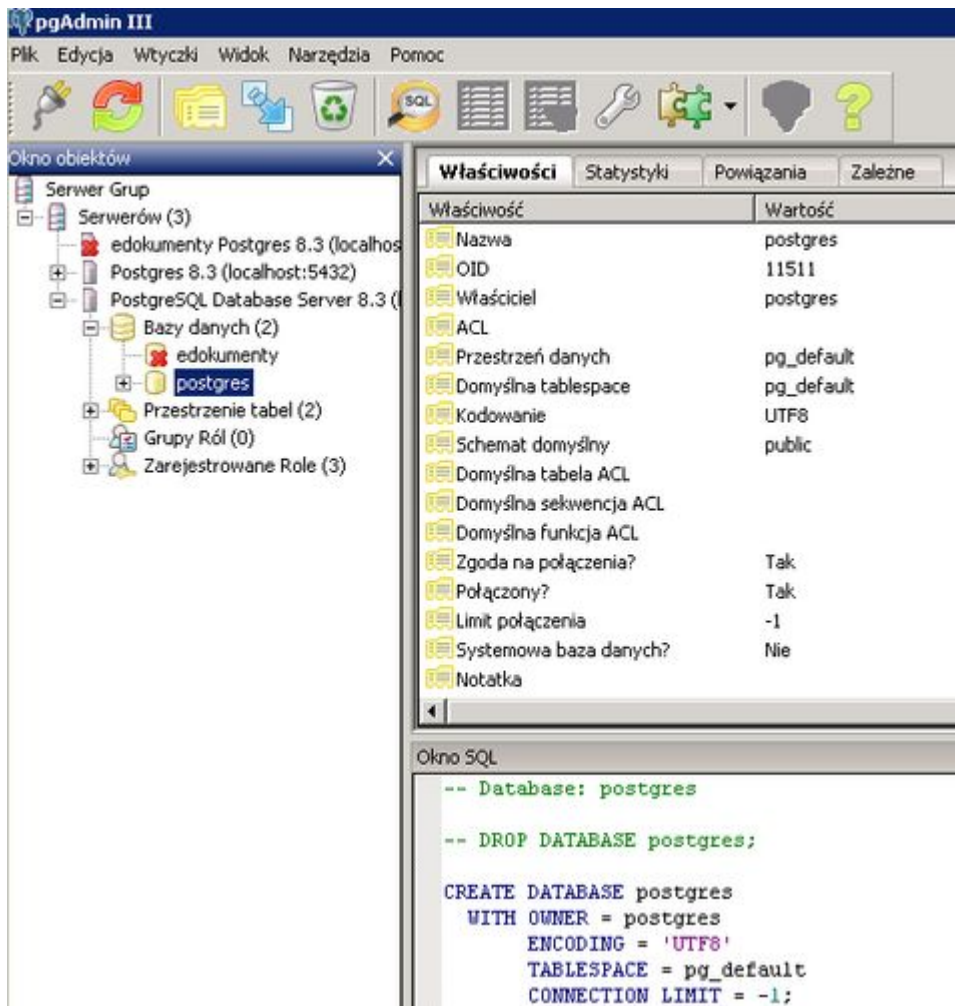 pgAdmin III
Plik Edycja Wtyczki Widok Narzędzia Pomoc
SQL
Okno obiektów
Serwer Grup
Serwerów (3)
edokumenty Postgres 8.3 (localhos
Postgres 8.3 (localhost:5432)
PostgreSQL Database Server 8.3 (l
Bazy danych (2)
edokumenty
postgres
Przestrzenie tabel (2)
Grupy Ról (0)
Zarejestrowane Role (3)
Właściwości Statystyki Powiązania Zależne
Właściwość Wartość
Nazwa postgres
OID 11511
Właściciel postgres
ACL
Przestrzeń danych pg_default
Domyślna tablespace pg_default
Kodowanie UTF8
Schemat domyślny public
Domyślna tabela ACL
Domyślna sekwencja ACL
Domyślna funkcja ACL
Zgoda na połączenia? Tak
Połączony? Tak
Limit połączenia -1
Systemowa baza danych? Nie
Notatka
Okno SQL
-- Database: postgres
-- DROP DATABASE postgres;
CREATE DATABASE postgres
WITH OWNER = postgres
ENCODING = 'UTF8'
TABLESPACE = pg_default
CONNECTION LIMIT = -1;